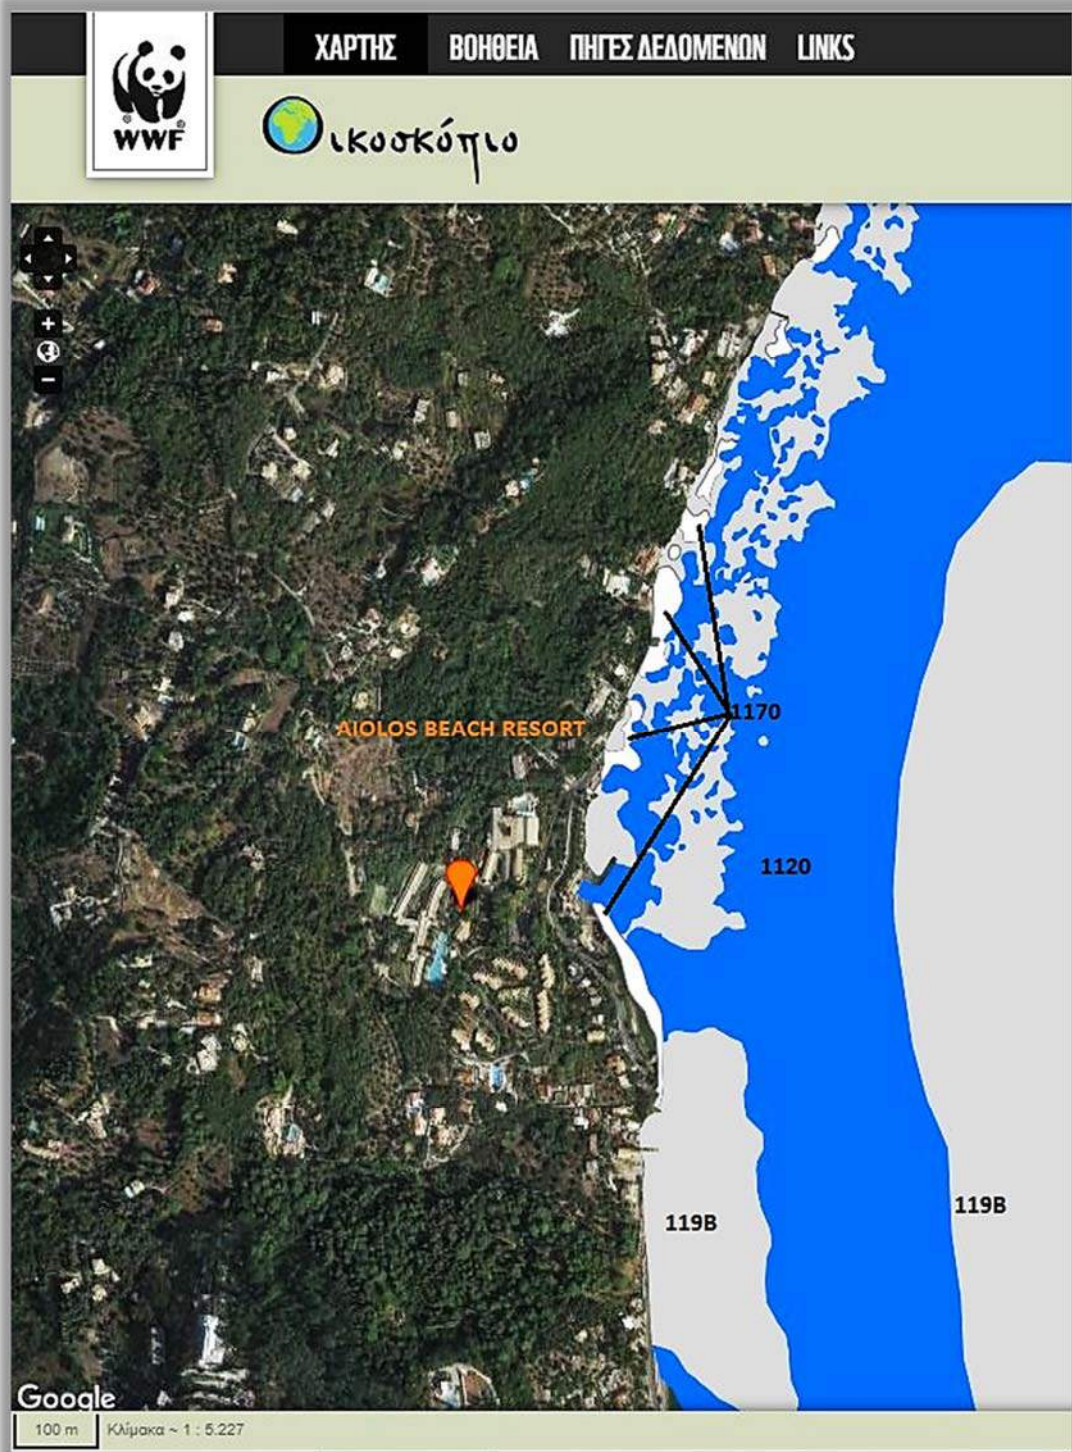 ΧΑΡΤΗΣ ΒΟΗΘΕΙΑ ΠΗΓΕΣ ΔΕΔΟΜΕΝΩΝ LINKS
WWF
Οικοσκόπιο
1170
AIOLOS BEACH RESORT
1120
119B
119B
Google
100 m Κλίμακα ~ 1 : 5.227